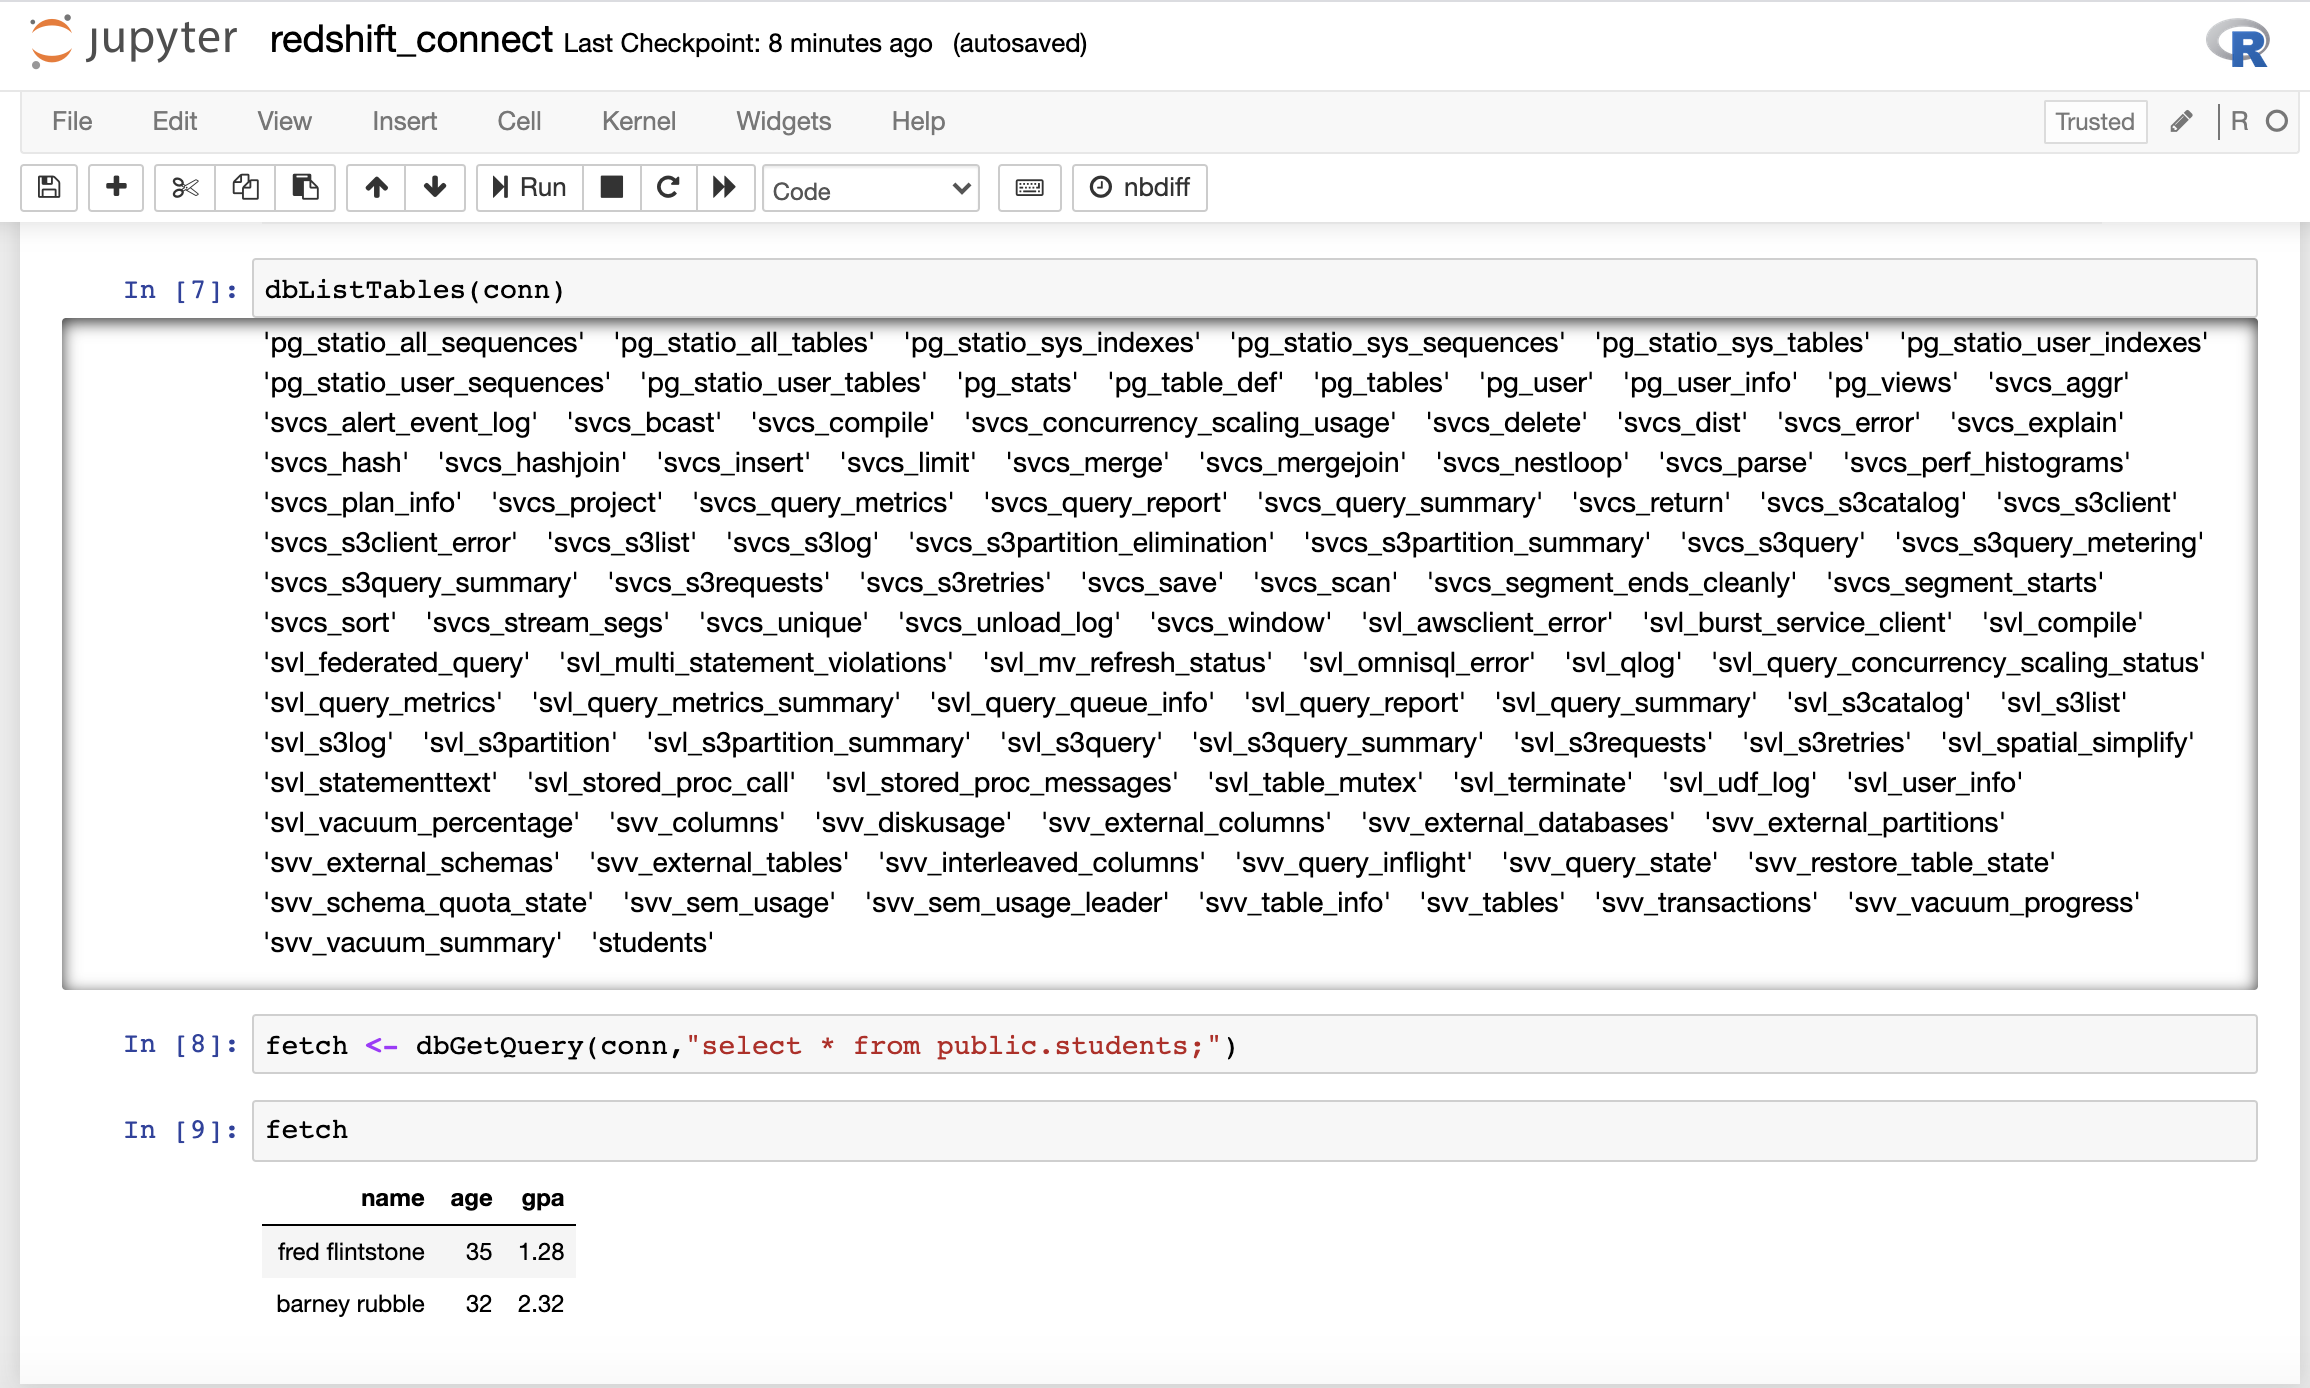 jupyter redshift_connect Last Checkpoint: 8 minutes ago (autosaved)
R
File Edit View Insert Cell Kernel Widgets Help Trusted R
Run Code nbdiff
In [7]: dbListTables(conn)
'pg_statio_all_sequences' 'pg_statio_all_tables' 'pg_statio_sys_indexes' 'pg_statio_sys_sequences' 'pg_statio_sys_tables' 'pg_statio_user_indexes'
'pg_statio_user_sequences' 'pg_statio_user_tables' 'pg_stats' 'pg_table_def' 'pg_tables' 'pg_user' 'pg_user_info' 'pg_views' 'svcs_aggr'
'svcs_alert_event_log' 'svcs_bcast' 'svcs_compile' 'svcs_concurrency_scaling_usage' 'svcs_delete' 'svcs_dist' 'svcs_error' 'svcs_explain'
'svcs_hash' 'svcs_hashjoin' 'svcs_insert' 'svcs_limit' 'svcs_merge' 'svcs_mergejoin' 'svcs_nestloop' 'svcs_parse' 'svcs_perf_histograms'
'svcs_plan_info' 'svcs_project' 'svcs_query_metrics' 'svcs_query_report' 'svcs_query_summary' 'svcs_return' 'svcs_s3catalog' 'svcs_s3client'
'svcs_s3client_error' 'svcs_s3list' 'svcs_s3log' 'svcs_s3partition_elimination' 'svcs_s3partition_summary' 'svcs_s3query' 'svcs_s3query_metering'
'svcs_s3query_summary' 'svcs_s3requests' 'svcs_s3retries' 'svcs_save' 'svcs_scan' 'svcs_segment_ends_cleanly' 'svcs_segment_starts'
'svcs_sort' 'svcs_stream_segs' 'svcs_unique' 'svcs_unload_log' 'svcs_window' 'svl_awsclient_error' 'svl_burst_service_client' 'svl_compile'
'svl_federated_query' 'svl_multi_statement_violations' 'svl_mv_refresh_status' 'svl_omnisql_error' 'svl_qlog' 'svl_query_concurrency_scaling_status'
'svl_query_metrics' 'svl_query_metrics_summary' 'svl_query_queue_info' 'svl_query_report' 'svl_query_summary' 'svl_s3catalog' 'svl_s3list'
'svl_s3log' 'svl_s3partition' 'svl_s3partition_summary' 'svl_s3query' 'svl_s3query_summary' 'svl_s3requests' 'svl_s3retries' 'svl_spatial_simplify'
'svl_statementtext' 'svl_stored_proc_call' 'svl_stored_proc_messages' 'svl_table_mutex' 'svl_terminate' 'svl_udf_log' 'svl_user_info'
'svl_vacuum_percentage' 'svv_columns' 'svv_diskusage' 'svv_external_columns' 'svv_external_databases' 'svv_external_partitions'
'svv_external_schemas' 'svv_external_tables' 'svv_interleaved_columns' 'svv_query_inflight' 'svv_query_state' 'svv_restore_table_state'
'svv_schema_quota_state' 'svv_sem_usage' 'svv_sem_usage_leader' 'svv_table_info' 'svv_tables' 'svv_transactions' 'svv_vacuum_progress'
'svv_vacuum_summary' 'students'
In [8]: fetch <- dbGetQuery(conn,"select * from public.students;")
In [9]: fetch
name age gpa
fred flintstone 35 1.28
barney rubble 32 2.32